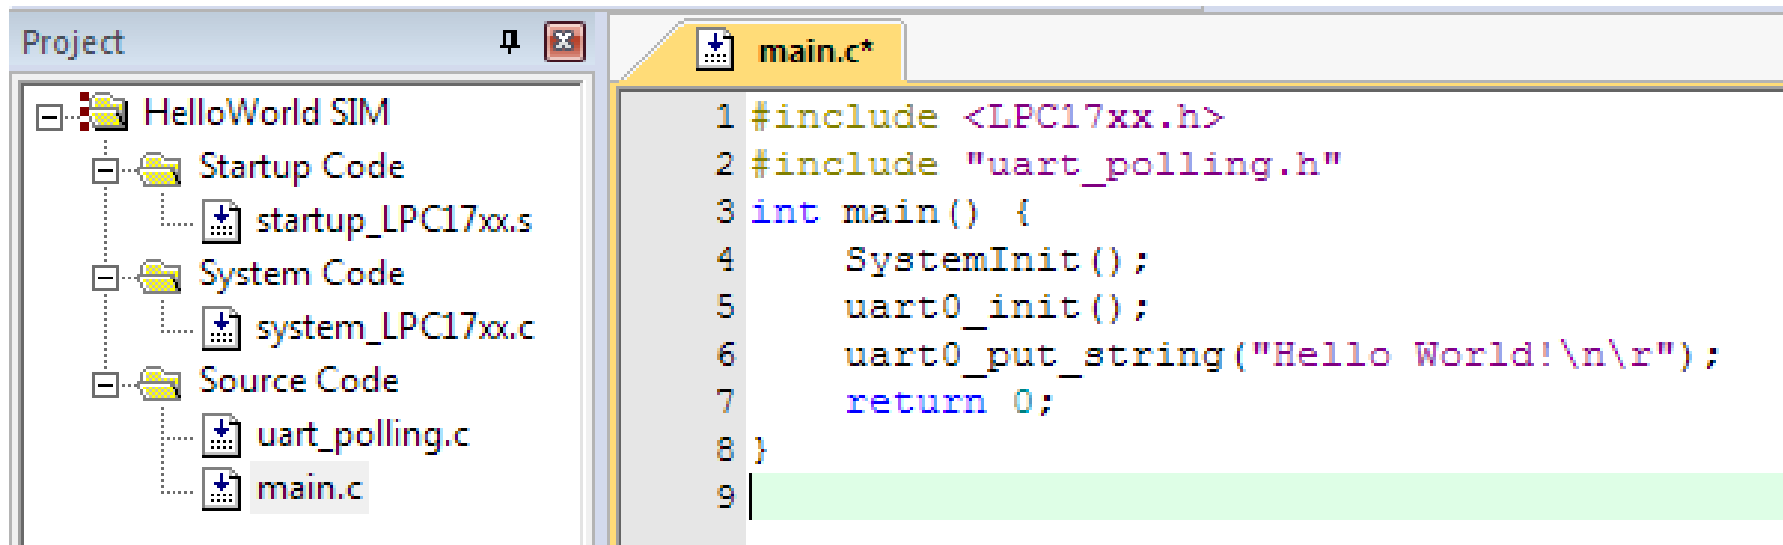 Project
HelloWorld SIM
Startup Code
startup_LPC17xx.s
System Code
system_LPC17xx.c
Source Code
uart_polling.c
main.c
main.c*
1 #include <LPC17xx.h>
2 #include "uart_polling.h"
3 int main() {
4 SystemInit();
5 uart0_init();
6 uart0_put_string("Hello World!\n\r");
7 return 0;
8 }
9